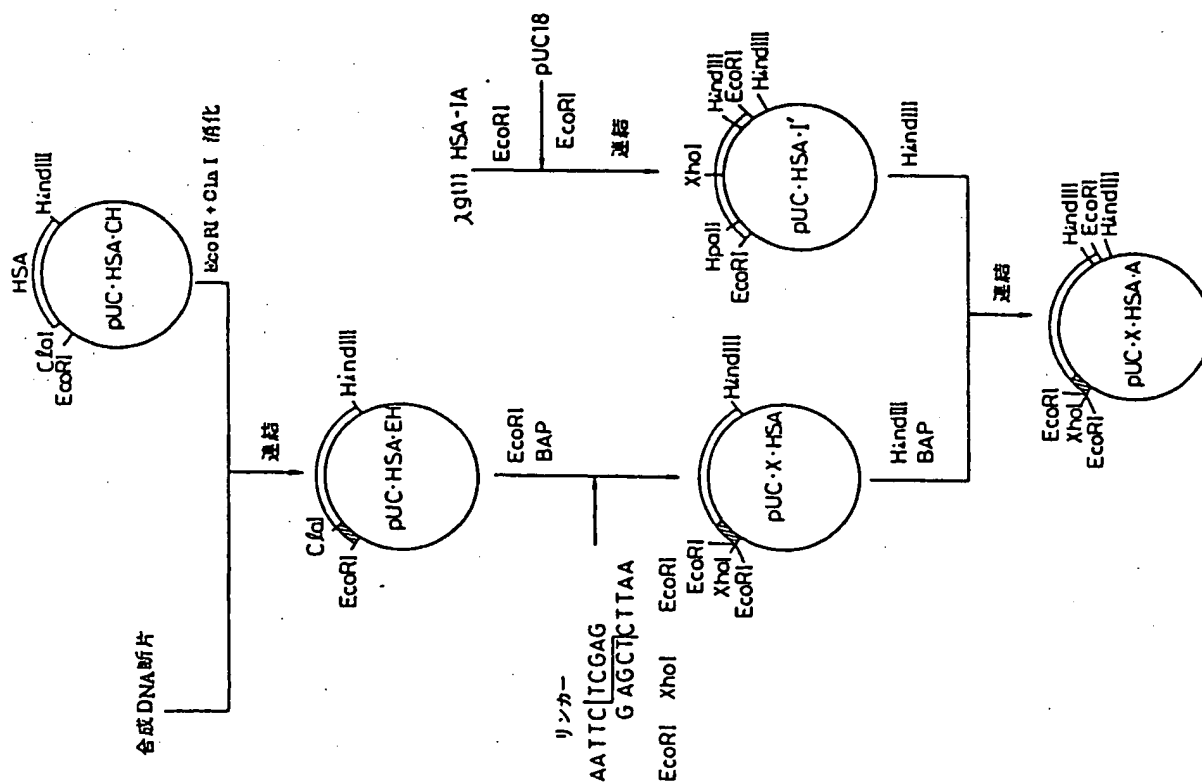 合成DNA断片
HSA
ClaI
EcoRI
HindIII
pUC·HSA·CH
EcoRI+ClaI 消化
連結
ClaI
EcoRI
HindIII
pUC·HSA·EH
リンカー
AATTCTCGAG
GAGCTCTTAA
EcoRI XhoI EcoRI
EcoRI
BAP
EcoRI
XhoI
EcoRI
HindIII
pUC·X·HSA
HindIII
BAP
λgt11 HSA-IA
EcoRI
pUC18
EcoRI
連結
XhoI
HpaII
EcoRI
HindIII
EcoRI
HindIII
pUC·HSA·I'
HindIII
連結
EcoRI
XhoI
EcoRI
HindIII
EcoRI
HindIII
pUC·X·HSA·A